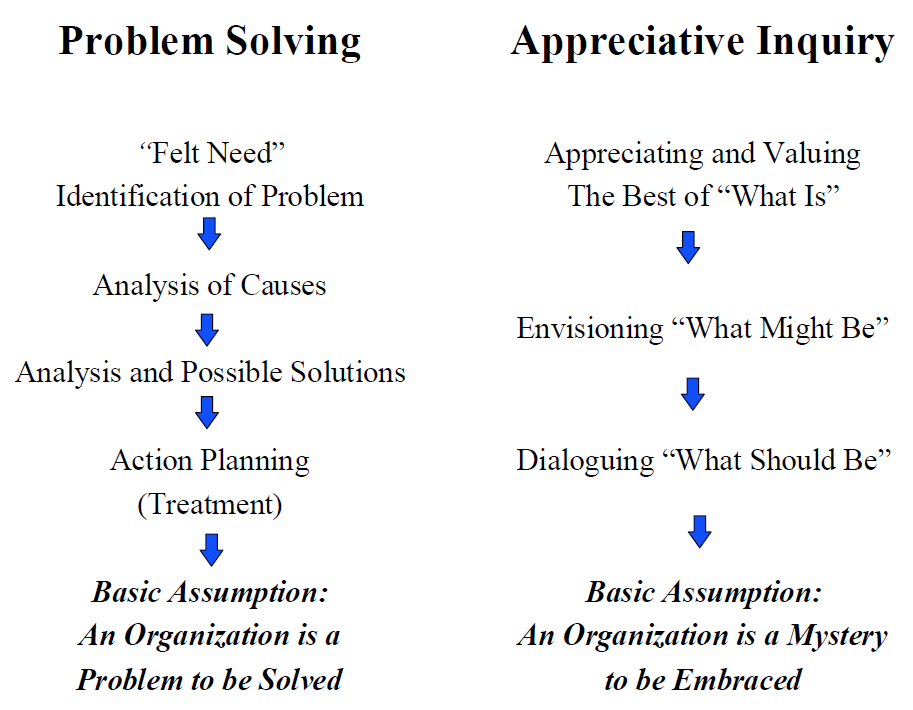 Problem Solving
“Felt Need”
Identification of Problem
Analysis of Causes
Analysis and Possible Solutions
Action Planning
(Treatment)
Basic Assumption:
An Organization is a
Problem to be Solved
Appreciative Inquiry
Appreciating and Valuing
The Best of “What Is”
Envisioning “What Might Be”
Dialoguing “What Should Be”
Basic Assumption:
An Organization is a Mystery
to be Embraced